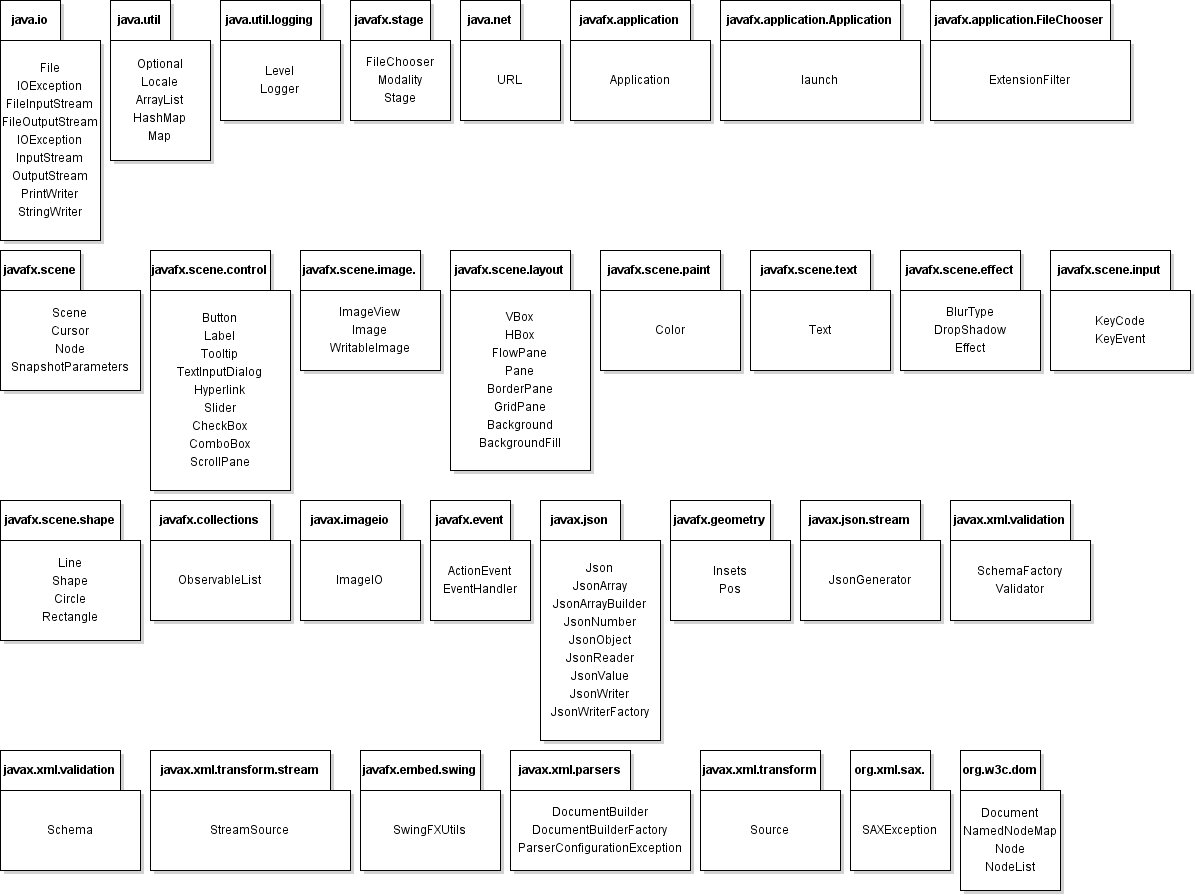 java.io
File
IOException
FileInputStream
FileOutputStream
IOException
InputStream
OutputStream
PrintWriter
StringWriter
java.util
Optional
Locale
ArrayList
HashMap
Map
java.util.logging
Level
Logger
javafx.stage
FileChooser
Modality
Stage
java.net
URL
javafx.application
Application
javafx.application.Application
launch
javafx.application.FileChooser
ExtensionFilter
javafx.scene
Scene
Cursor
Node
SnapshotParameters
javafx.scene.control
Button
Label
Tooltip
TextInputDialog
Hyperlink
Slider
CheckBox
ComboBox
ScrollPane
javafx.scene.image.
ImageView
Image
WritableImage
javafx.scene.layout
VBox
HBox
FlowPane
Pane
BorderPane
GridPane
Background
BackgroundFill
javafx.scene.paint
Color
javafx.scene.text
Text
javafx.scene.effect
BlurType
DropShadow
Effect
javafx.scene.input
KeyCode
KeyEvent
javafx.scene.shape
Line
Shape
Circle
Rectangle
javafx.collections
ObservableList
javax.imageio
ImageIO
javafx.event
ActionEvent
EventHandler
javax.json
Json
JsonArray
JsonArrayBuilder
JsonNumber
JsonObject
JsonReader
JsonValue
JsonWriter
JsonWriterFactory
javafx.geometry
Insets
Pos
javax.json.stream
JsonGenerator
javax.xml.validation
SchemaFactory
Validator
javax.xml.validation
Schema
javax.xml.transform.stream
StreamSource
javafx.embed.swing
SwingFXUtils
javax.xml.parsers
DocumentBuilder
DocumentBuilderFactory
ParserConfigurationException
javax.xml.transform
Source
org.xml.sax.
SAXException
org.w3c.dom
Document
NamedNodeMap
Node
NodeList